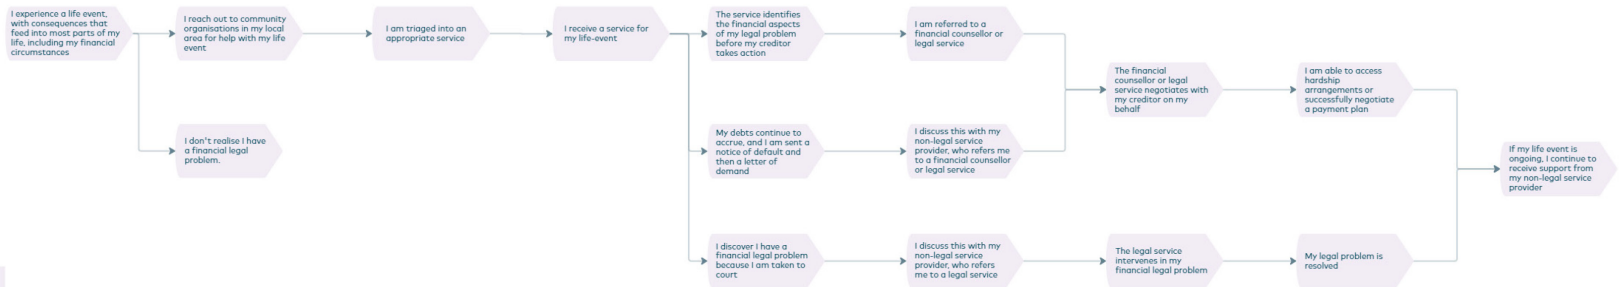 I experience a life event,
with consequences that
feed into most parts of my
life, including my financial
circumstances
I reach out to community
organisations in my local
area for help with my life
event
I am triaged into an
appropriate service
I receive a service for
my life-event
The service identifies
the financial aspects
of my legal problem
before my creditor
takes action
I am referred to a
financial counsellor or
legal service
The financial
counsellor or legal
service negotiates with
my creditor on my
behalf
I am able to access
hardship
arrangements or
successfully negotiate
a payment plan
I don't realise I have
a financial legal
problem.
My debts continue to
accrue, and I am sent a
notice of default and
then a letter of
demand
I discuss this with my
non-legal service
provider, who refers me
to a financial counsellor
or legal service
If my life event is
ongoing, I continue to
receive support from
my non-legal service
provider
I discover I have a
financial legal problem
because I am taken to
court
I discuss this with my
non-legal service
provider, who refers
me to a legal service
The legal service
intervenes in my
financial legal problem
My legal problem is
resolved